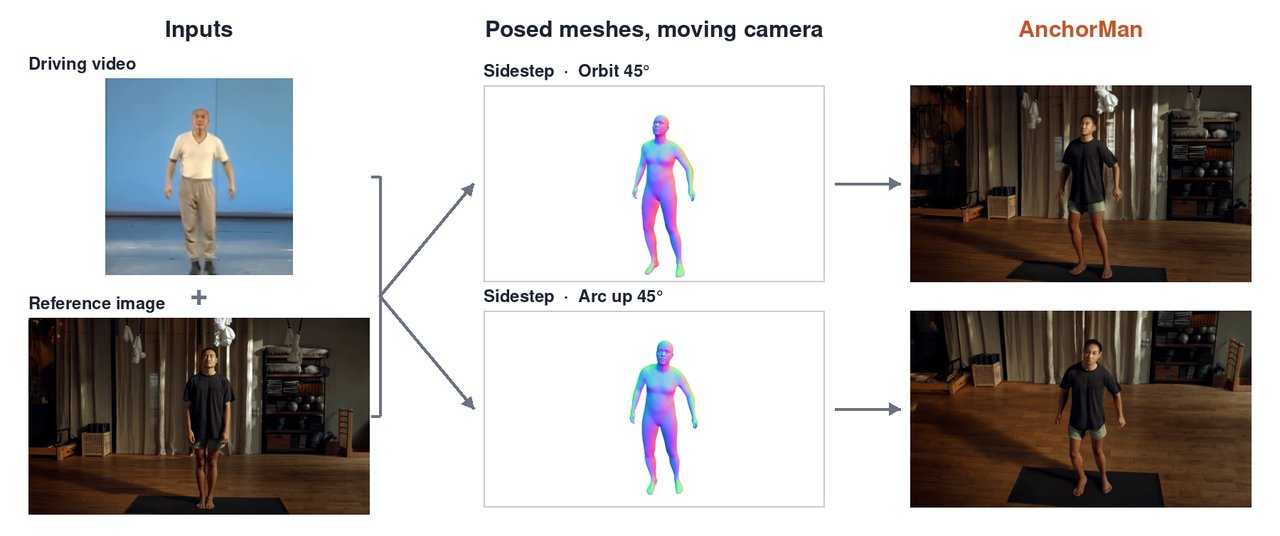 Inputs
Posed meshes, moving camera
AnchorMan
Driving video
Sidestep · Orbit 45°
+
Reference image
Sidestep · Arc up 45°